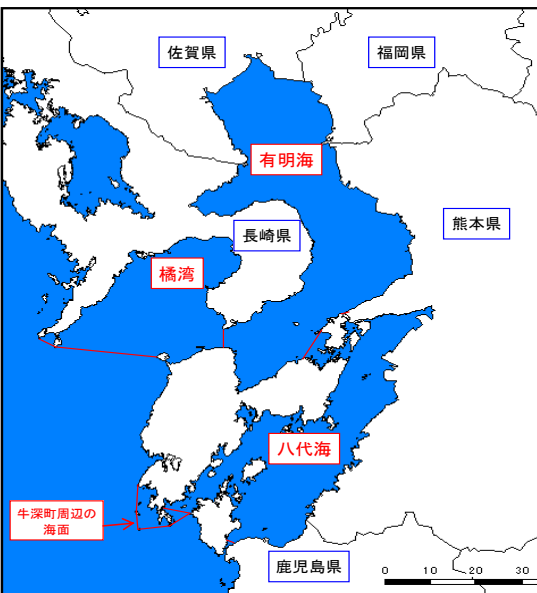 佐賀県
福岡県
有明海
熊本県
長崎県
橘湾
八代海
牛深町周辺の
海面
鹿児島県
0 10 20 30